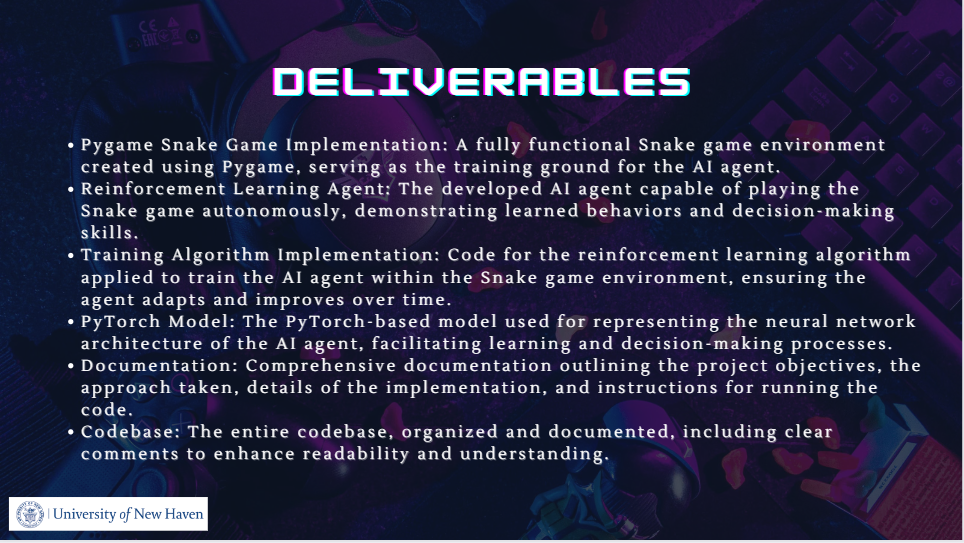 DELIVERABLES
• Pygame Snake Game Implementation: A fully functional Snake game environment
created using Pygame, serving as the training ground for the AI agent.
• Reinforcement Learning Agent: The developed AI agent capable of playing the
Snake game autonomously, demonstrating learned behaviors and decision-making
skills.
• Training Algorithm Implementation: Code for the reinforcement learning algorithm
applied to train the AI agent within the Snake game environment, ensuring the
agent adapts and improves over time.
• PyTorch Model: The PyTorch-based model used for representing the neural network
architecture of the AI agent, facilitating learning and decision-making processes.
• Documentation: Comprehensive documentation outlining the project objectives, the
approach taken, details of the implementation, and instructions for running the
code.
• Codebase: The entire codebase, organized and documented, including clear
comments to enhance readability and understanding.
University of New Haven